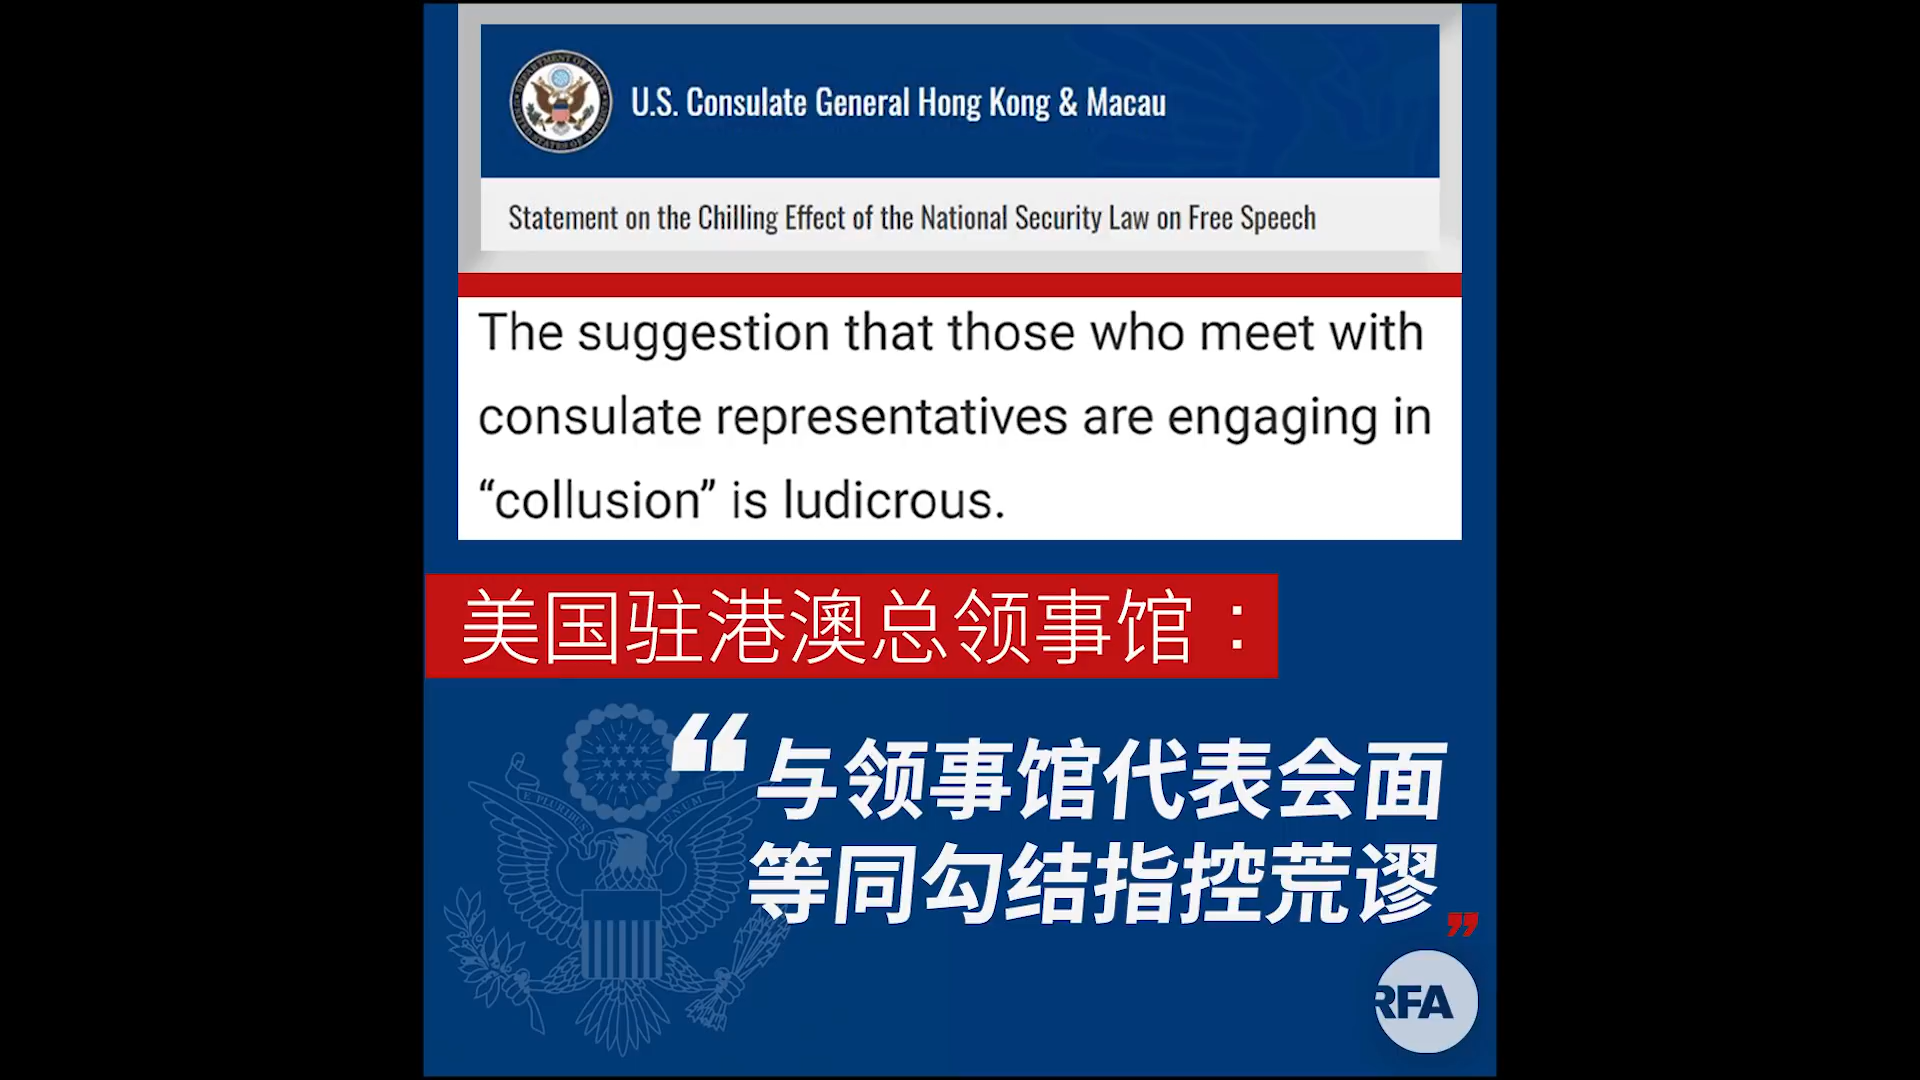 U.S. Consulate General Hong Kong & Macau
Statement on the Chilling Effect of the National Security Law on Free Speech
The suggestion that those who meet with
consulate representatives are engaging in
“collusion” is ludicrous.
美国驻港澳总领事馆：
“与领事馆代表会面
等同勾结指控荒谬”
RFA